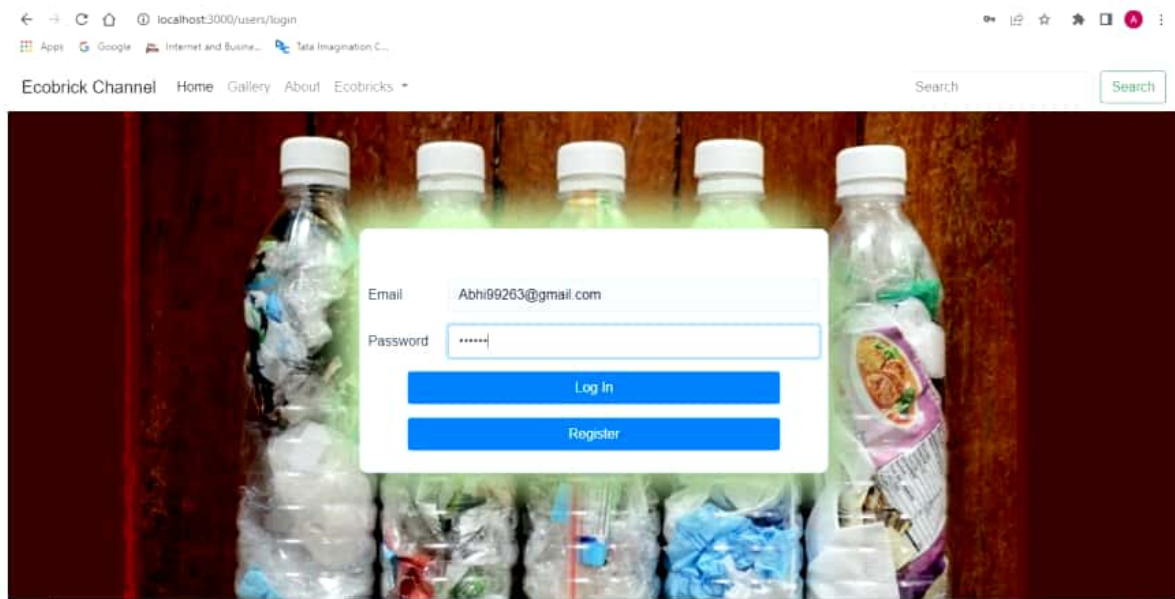 localhost:3000/users/login
Apps Google Internet and Busine... Tata Imagination C...
Ecobrick Channel Home Gallery About Ecobricks Search Search
Email Abhi99263@gmail.com
Password ••••••
Log In
Register